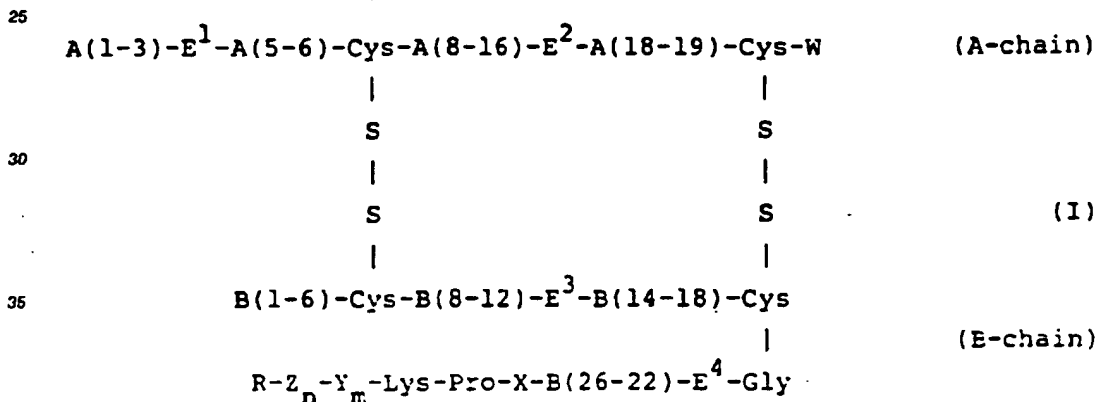 25
A(1-3)-E¹-A(5-6)-Cys-A(8-16)-E²-A(18-19)-Cys-W (A-chain)
| |
S S
30
| |
S S (I)
| |
35 B(1-6)-Cys-B(8-12)-E³-B(14-18)-Cys
| (E-chain)
R-Zₙ-Yₘ-Lys-Pro-X-B(26-22)-E⁴-Gly